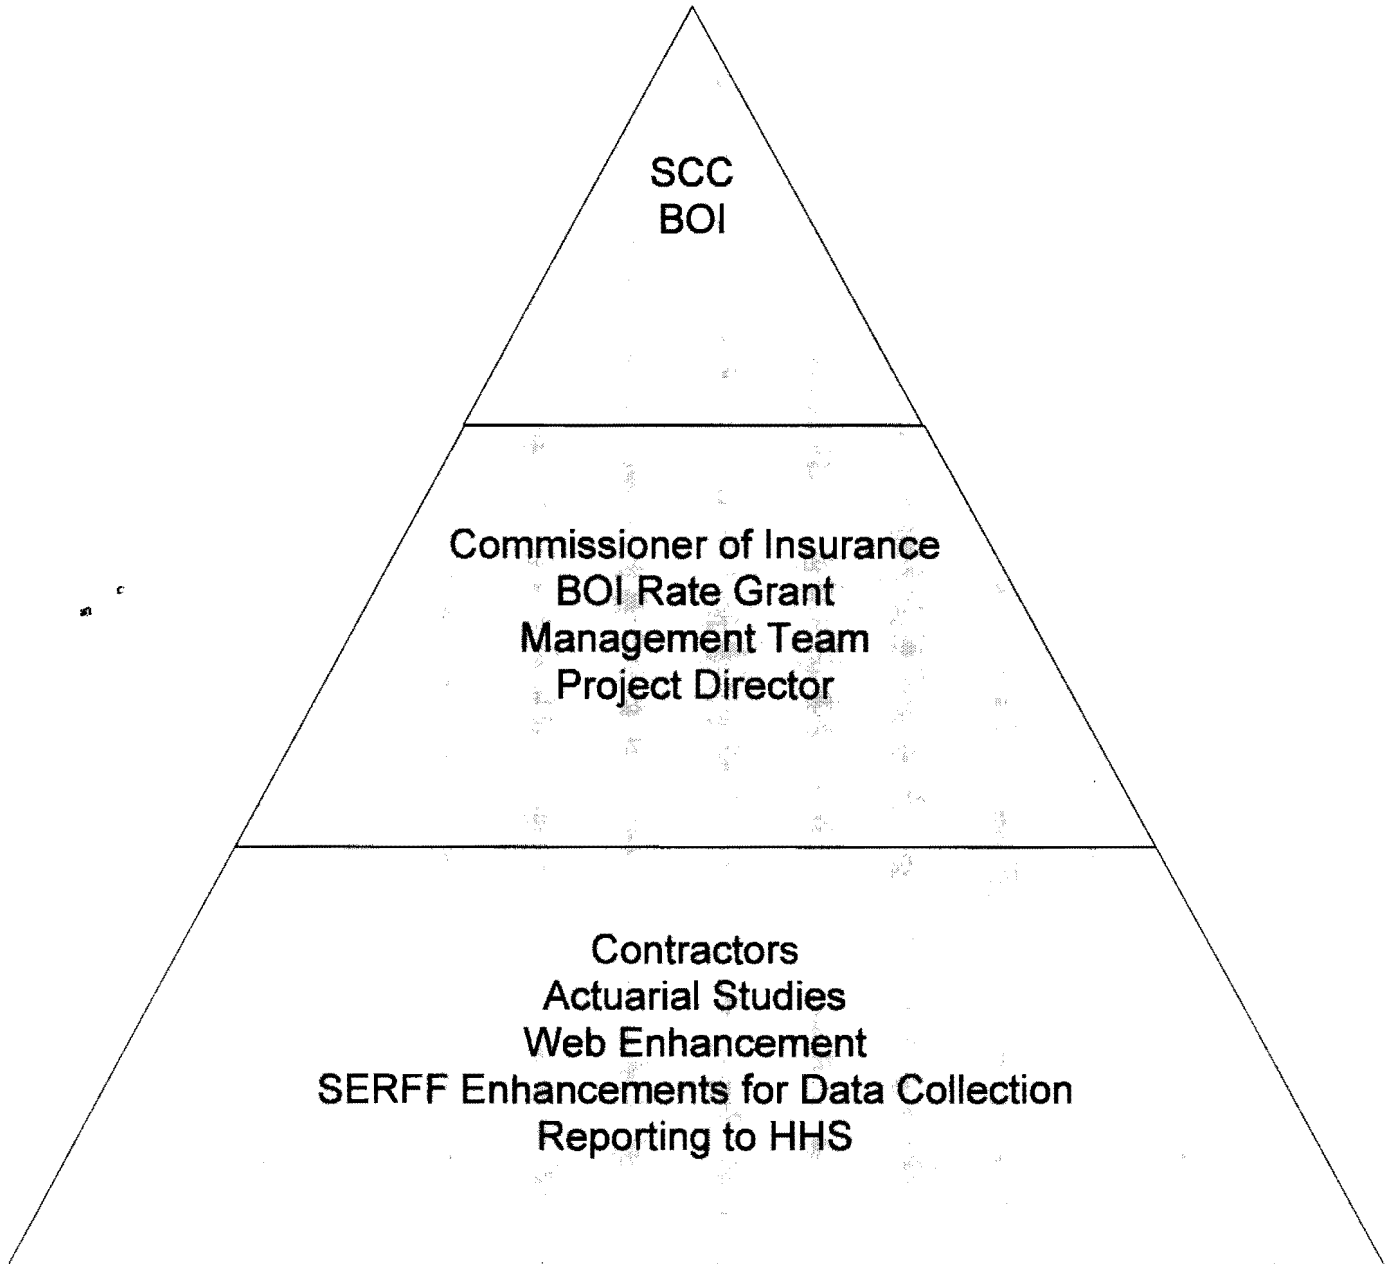 SCC
BOI
Commissioner of Insurance
BOI Rate Grant
Management Team
Project Director
Contractors
Actuarial Studies
Web Enhancement
SERFF Enhancements for Data Collection
Reporting to HHS